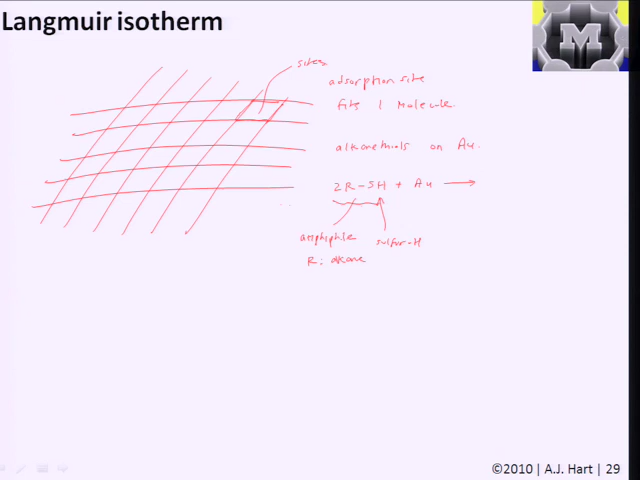 Langmuir isotherm
M
sites
adsorption site
fits 1 molecule.
alkanethiols on Au.
2R-SH + Au →
amphiphile
sulfur-H
R: alkane
©2010 | A.J. Hart | 29